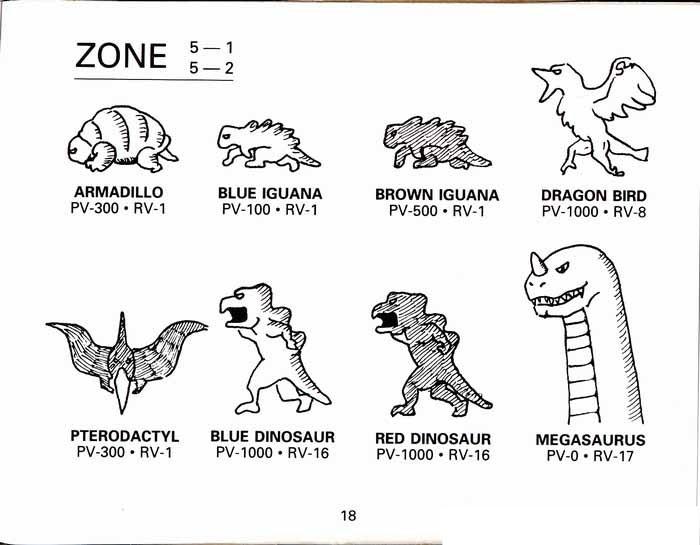 ZONE 5 — 1
5 — 2
ARMADILLO
PV-300 • RV-1
BLUE IGUANA
PV-100 • RV-1
BROWN IGUANA
PV-500 • RV-1
DRAGON BIRD
PV-1000 • RV-8
PTERODACTYL
PV-300 • RV-1
BLUE DINOSAUR
PV-1000 • RV-16
RED DINOSAUR
PV-1000 • RV-16
MEGASAURUS
PV-0 • RV-17
18